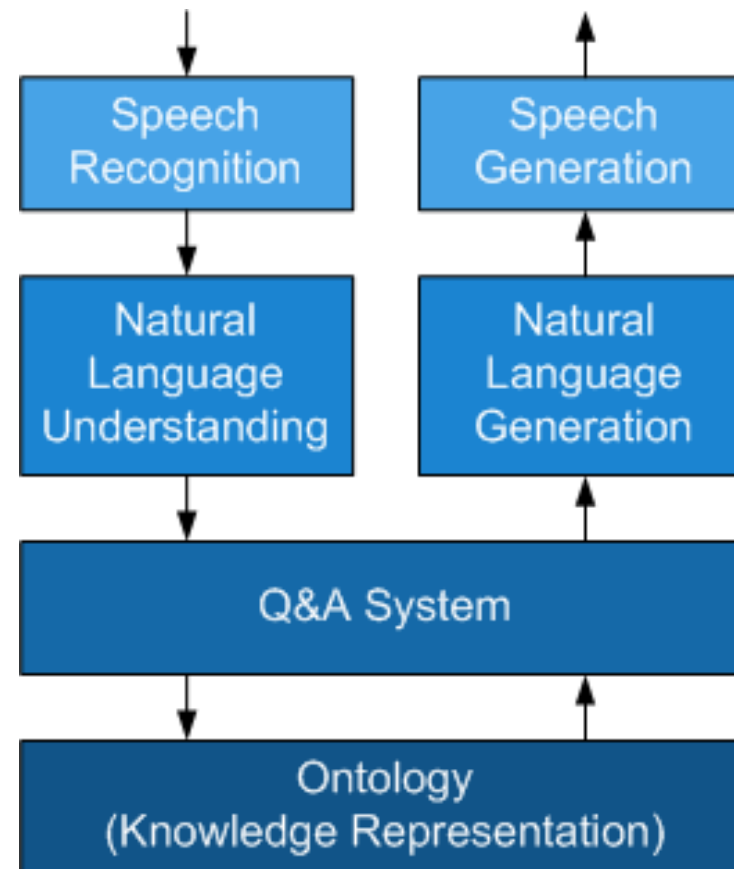 Speech
Recognition
Speech
Generation
Natural
Language
Understanding
Natural
Language
Generation
Q&A System
Ontology
(Knowledge Representation)